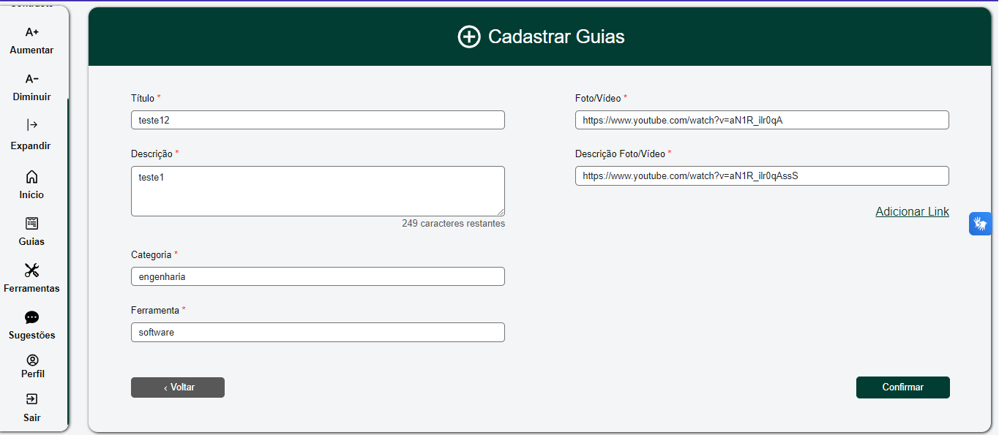 A+
Aumentar
A-
Diminuir
Expandir
Início
Guias
Ferramentas
Sugestões
Perfil
Sair
Cadastrar Guias
Título *
teste12
Descrição *
teste1
249 caracteres restantes
Categoria *
engenharia
Ferramenta *
software
Foto/Vídeo *
https://www.youtube.com/watch?v=aN1R_ilr0qA
Descrição Foto/Vídeo *
https://www.youtube.com/watch?v=aN1R_ilr0qAssS
Adicionar Link
‹ Voltar
Confirmar